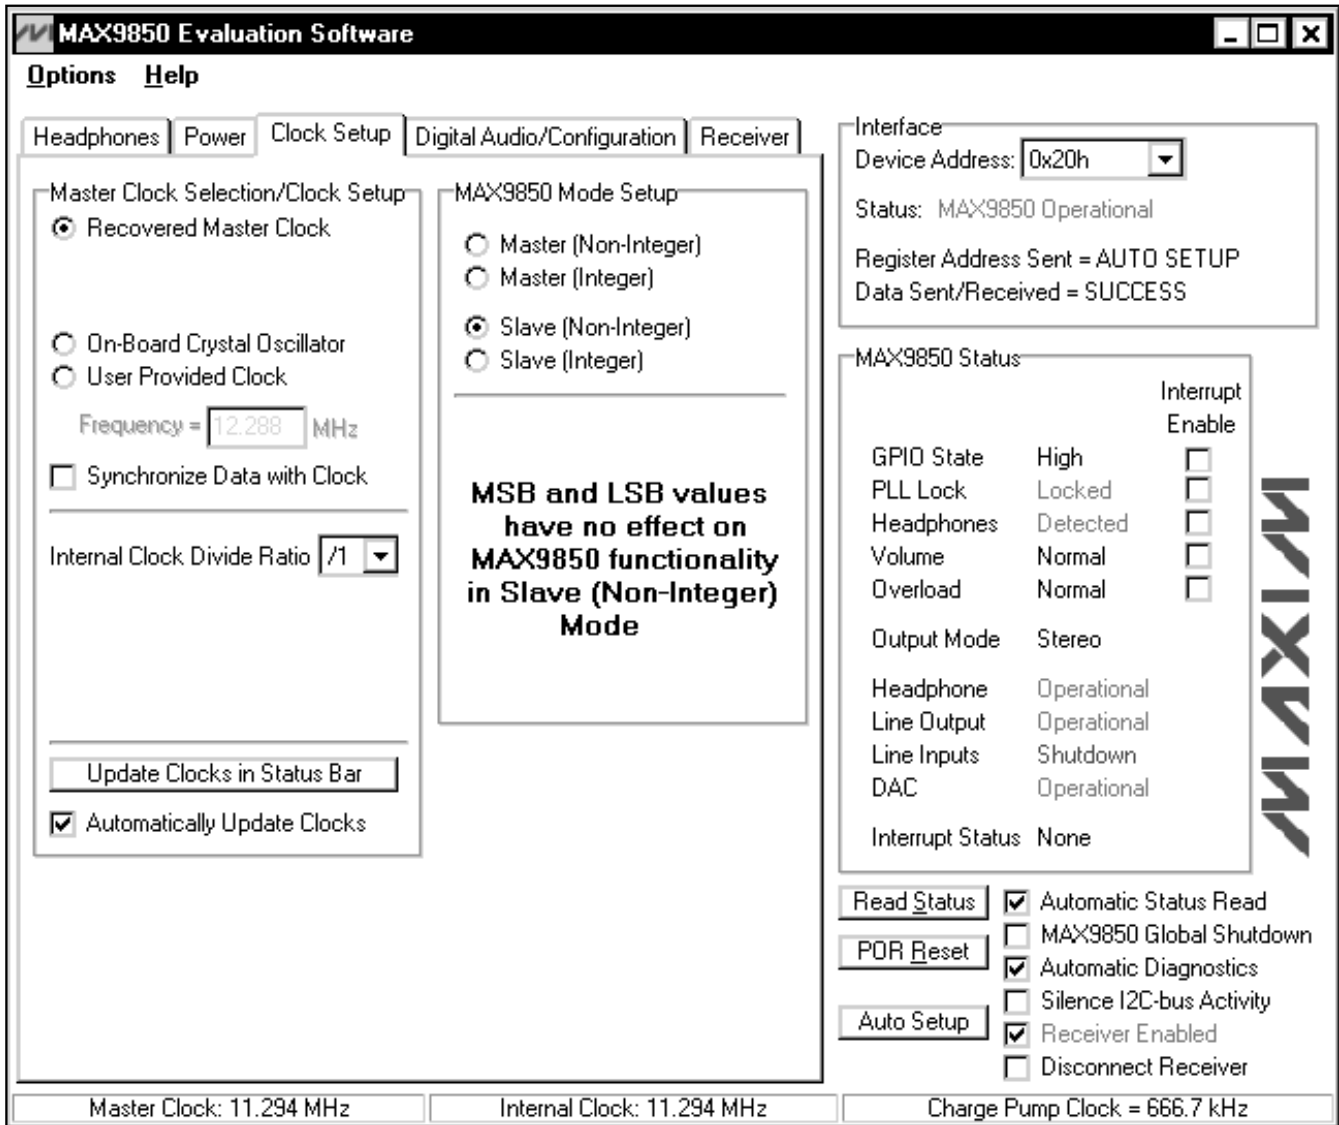 MAX9850 Evaluation Software
Options Help
Headphones Power Clock Setup Digital Audio/Configuration Receiver
Master Clock Selection/Clock Setup
Recovered Master Clock
On-Board Crystal Oscillator
User Provided Clock
Frequency = 12.288 MHz
Synchronize Data with Clock
Internal Clock Divide Ratio /1
Update Clocks in Status Bar
Automatically Update Clocks
MAX9850 Mode Setup
Master (Non-Integer)
Master (Integer)
Slave (Non-Integer)
Slave (Integer)
MSB and LSB values
have no effect on
MAX9850 functionality
in Slave (Non-Integer)
Mode
Interface
Device Address: 0x20h
Status: MAX9850 Operational
Register Address Sent = AUTO SETUP
Data Sent/Received = SUCCESS
MAX9850 Status
Interrupt
Enable
GPIO State High
PLL Lock Locked
Headphones Detected
Volume Normal
Overload Normal
Output Mode Stereo
Headphone Operational
Line Output Operational
Line Inputs Shutdown
DAC Operational
Interrupt Status None
MAXIM
Read Status Automatic Status Read
MAX9850 Global Shutdown
POR Reset
Automatic Diagnostics
Silence I2C-bus Activity
Auto Setup
Receiver Enabled
Disconnect Receiver
Master Clock: 11.294 MHz Internal Clock: 11.294 MHz Charge Pump Clock = 666.7 kHz